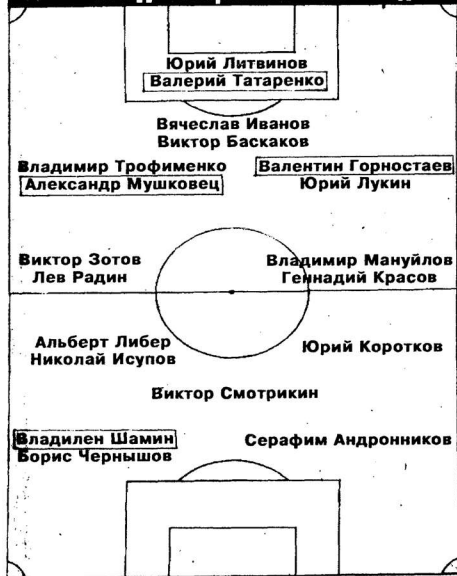 Юрий Литвинов
Валерий Татаренко
Вячеслав Иванов
Виктор Баскаков
Владимир Трофименко
Александр Мушковец
Валентин Горностаев
Юрий Лукин
Виктор Зотов
Лев Радин
Владимир Мануйлов
Геннадий Красов
Альберт Либер
Николай Исупов
Юрий Коротков
Виктор Смотрикин
Владилен Шамин
Борис Чернышов
Серафим Андронников